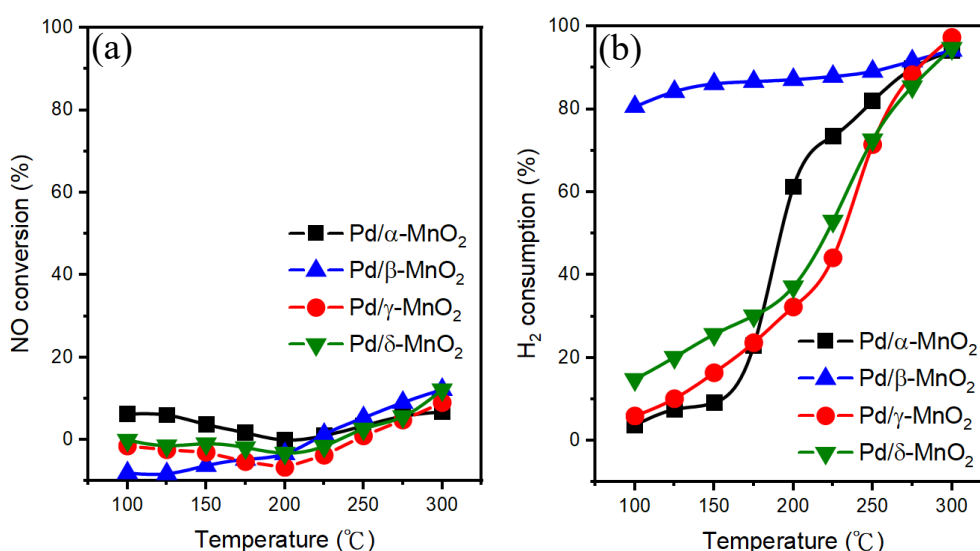 (a)
NO conversion (%)
100
80
60
40
20
0
Pd/α-MnO₂
Pd/β-MnO₂
Pd/γ-MnO₂
Pd/δ-MnO₂
100 150 200 250 300
Temperature (℃)
(b)
H₂ consumption (%)
100
80
60
40
20
0
Pd/α-MnO₂
Pd/β-MnO₂
Pd/γ-MnO₂
Pd/δ-MnO₂
100 150 200 250 300
Temperature (℃)